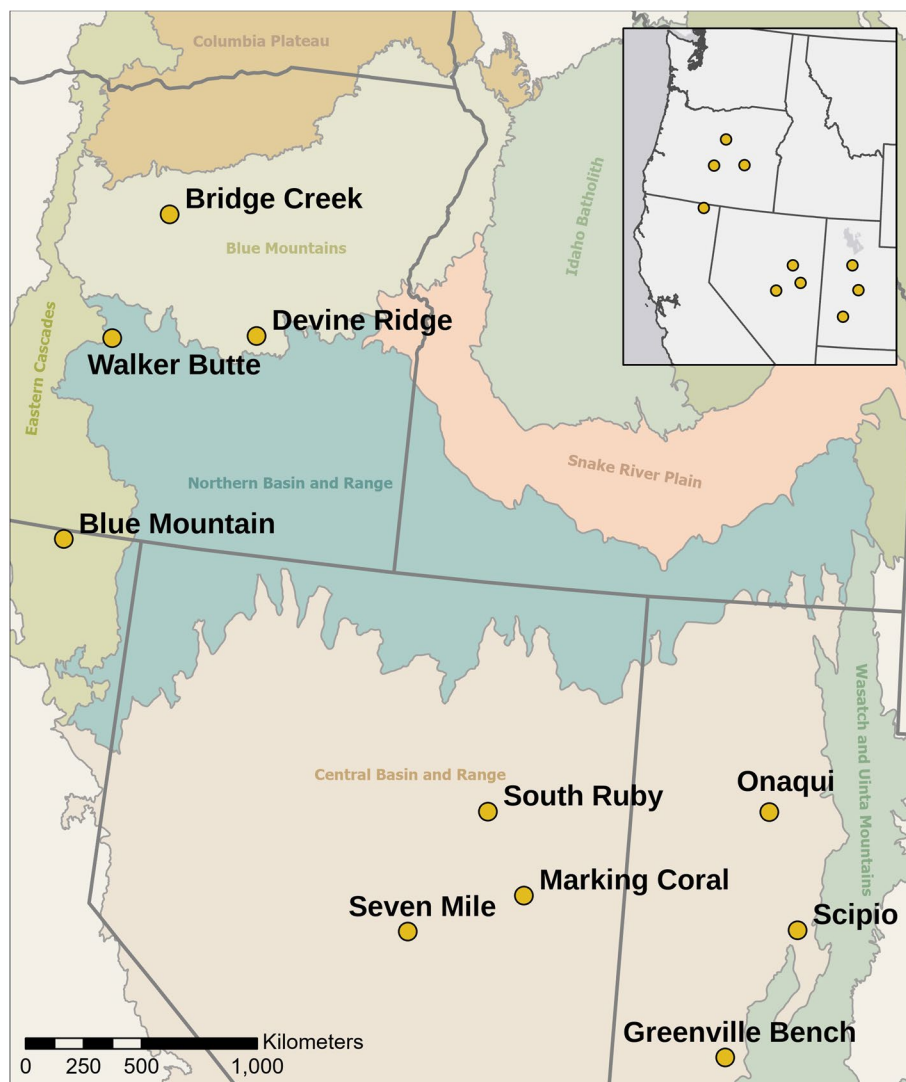 Columbia Plateau
Bridge Creek
Blue Mountains
Idaho Batholith
Devine Ridge
Walker Butte
Eastern Cascades
Northern Basin and Range
Snake River Plain
Blue Mountain
Central Basin and Range
South Ruby
Onaqui
Wasatch and Uinta Mountains
Marking Coral
Seven Mile
Scipio
Greenville Bench
Kilometers
0 250 500 1,000